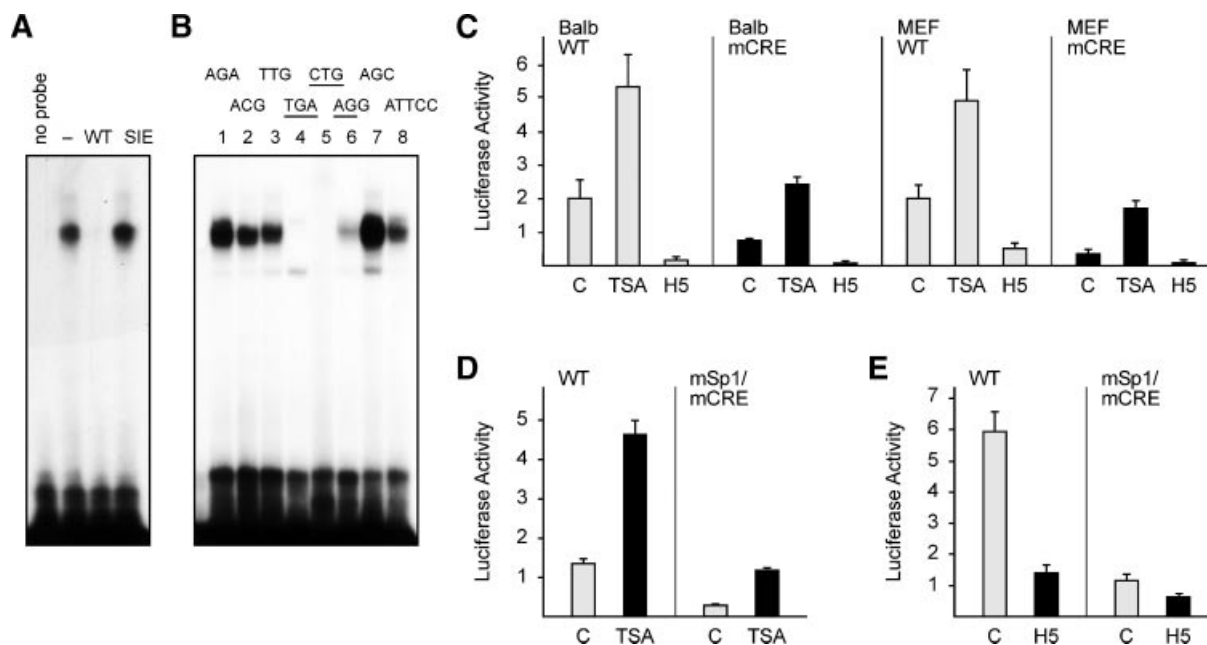 A
no probe
–
WT
SIE
B
AGA TTG CTG AGC
ACG TGA AGG ATTCC
1 2 3 4 5 6 7 8
C
Luciferase Activity
6
5
4
3
2
1
Balb
WT
C TSA H5
Balb
mCRE
C TSA H5
MEF
WT
C TSA H5
MEF
mCRE
C TSA H5
D
Luciferase Activity
5
4
3
2
1
WT
C TSA
mSp1/
mCRE
C TSA
E
Luciferase Activity
7
6
5
4
3
2
1
WT
C H5
mSp1/
mCRE
C H5